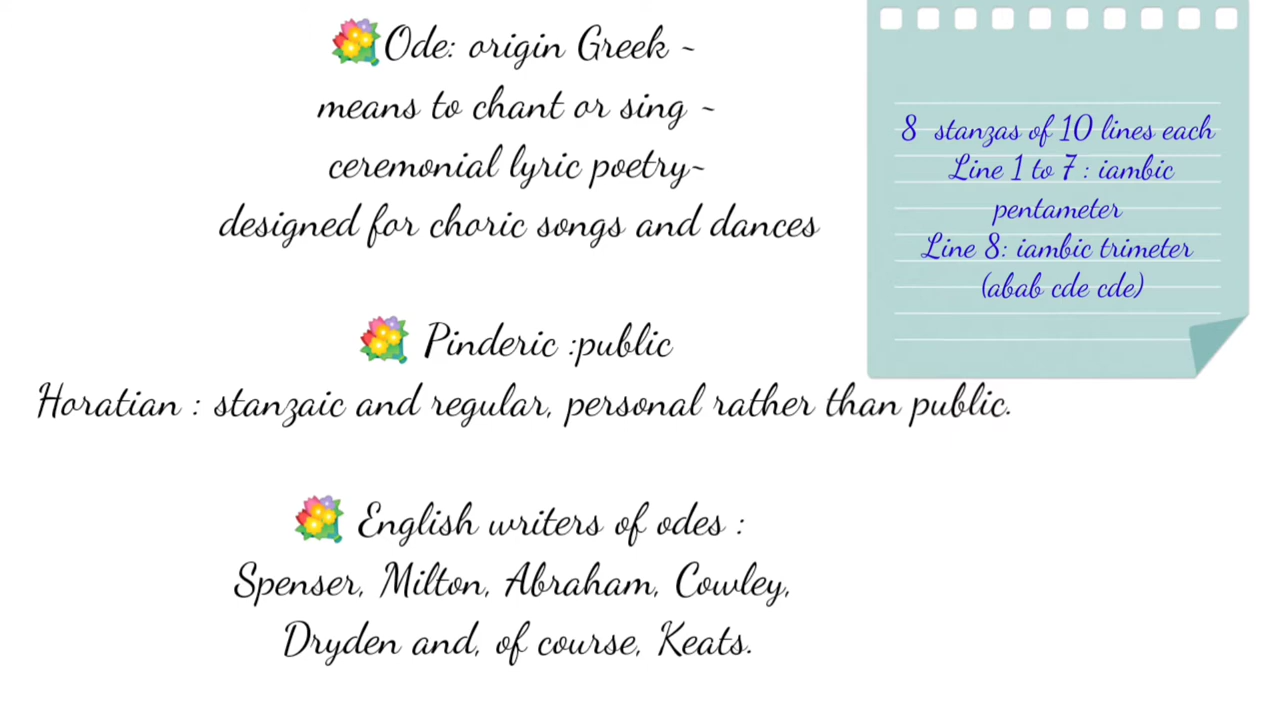 💐Ode: origin Greek ~
means to chant or sing ~
ceremonial lyric poetry~
designed for choric songs and dances
💐 Pinderic :public
Horatian : stanzaic and regular, personal rather than public.
💐 English writers of odes :
Spenser, Milton, Abraham, Cowley,
Dryden and, of course, Keats.
8 stanzas of 10 lines each
Line 1 to 7 : iambic
pentameter
Line 8: iambic trimeter
(abab cde cde)